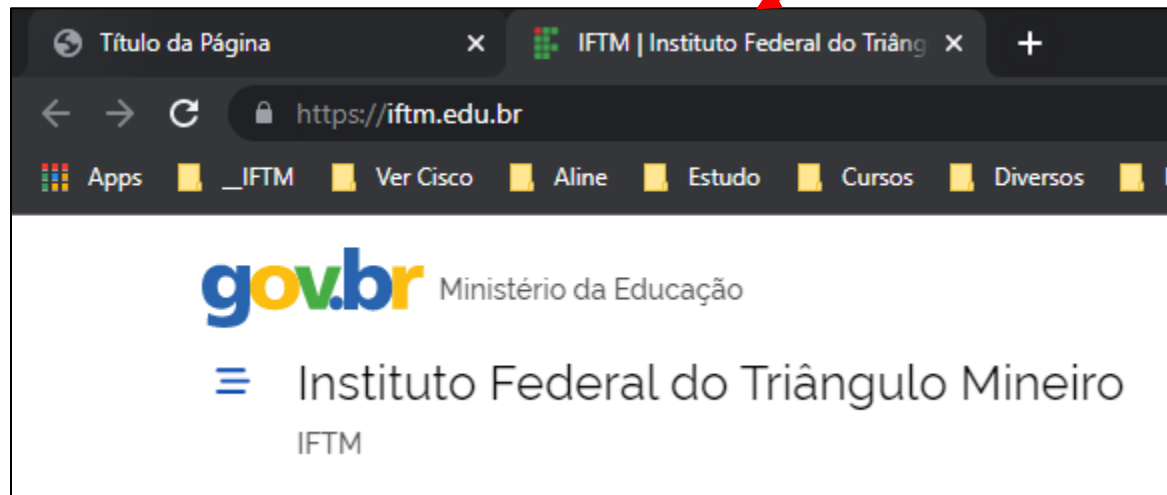 Título da Página
IFTM | Instituto Federal do Triâng
https://iftm.edu.br
Apps __IFTM Ver Cisco Aline Estudo Cursos Diversos
gov.br Ministério da Educação
Instituto Federal do Triângulo Mineiro
IFTM